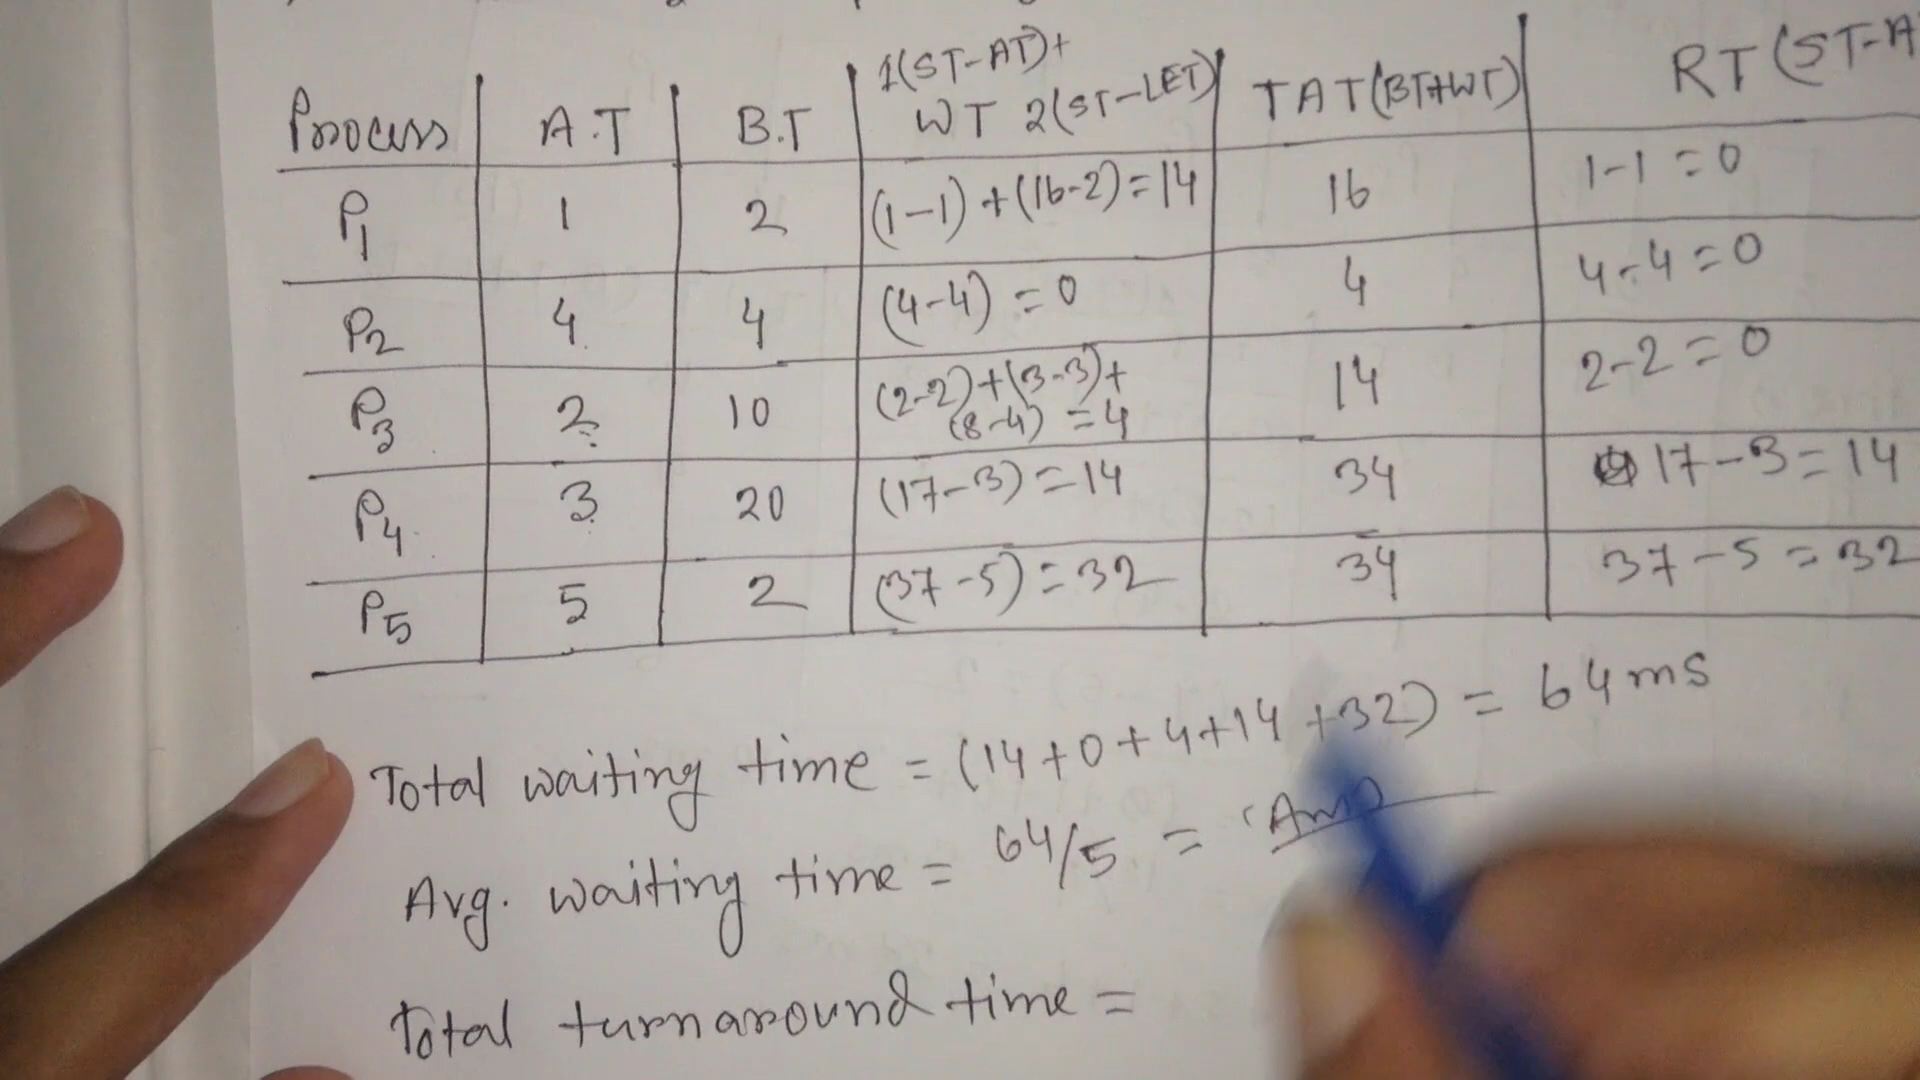 Process A.T B.T 1(ST-AT)+ WT 2(ST-LET) TAT(BT+WT) RT(ST-A
P1 1 2 (1-1)+(16-2)=14 16 1-1=0
P2 4 4 (4-4)=0 4 4-4=0
P3 2 10 (2-2)+(3-3)+ (8-4)=4 14 2-2=0
P4 3 20 (17-3)=14 34 17-3=14
P5 5 2 (37-5)=32 34 37-5=32
Total waiting time = (14+0+4+14+32) = 64ms
Avg. waiting time = 64/5 = Ans
Total turnaround time =